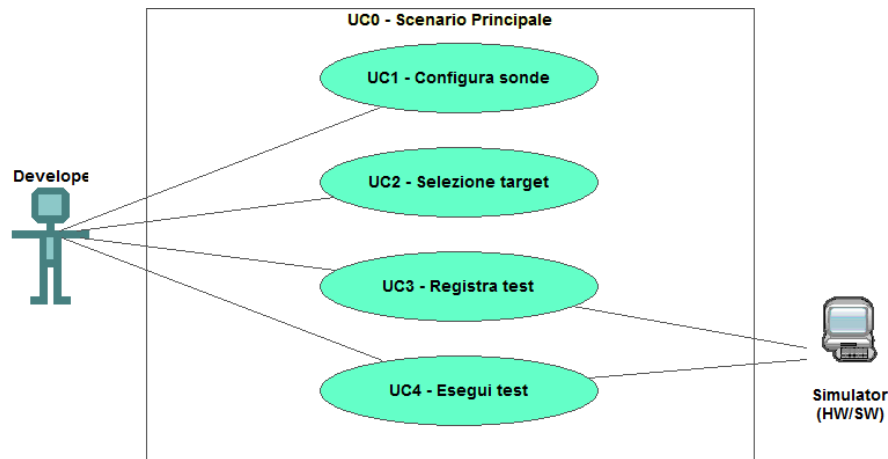 UC0 - Scenario Principale
UC1 - Configura sonde
Develope
UC2 - Selezione target
UC3 - Registra test
UC4 - Esegui test
Simulator
(HW/SW)